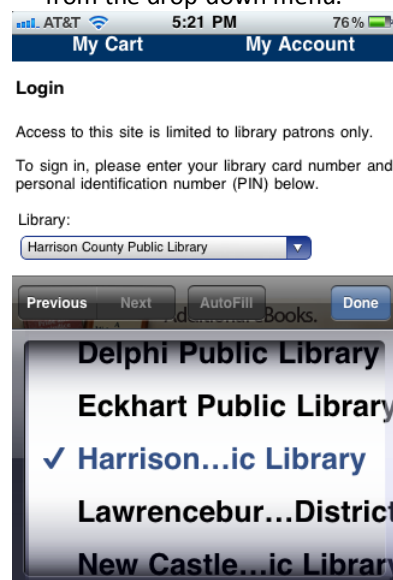 from the drop down menu.
AT&T 5:21 PM 76%
My Cart My Account
Login
Access to this site is limited to library patrons only.
To sign in, please enter your library card number and
personal identification number (PIN) below.
Library:
Harrison County Public Library
Previous Next AutoFill Done
Additional eBooks.
Delphi Public Library
Eckhart Public Library
✓ Harrison…ic Library
Lawrencebur…District
New Castle…ic Library